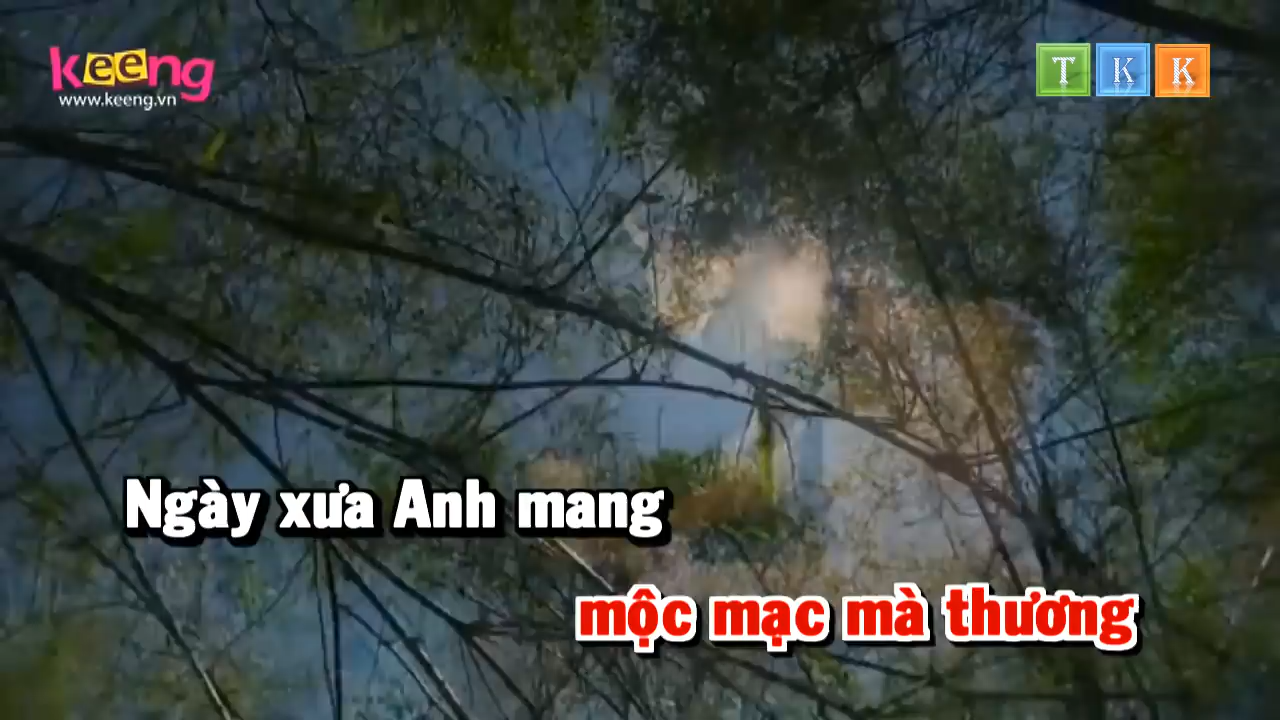 keeng
www.keeng.vn
T K K
Ngày xưa Anh mang
mộc mạc mà thương